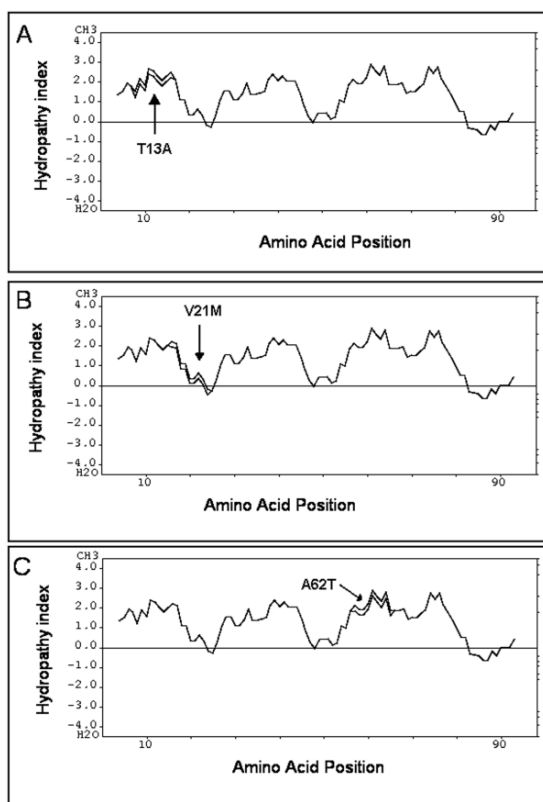 A
CH3
4.0
3.0
2.0
1.0
0.0
-1.0
-2.0
-3.0
-4.0
H2O
Hydropathy index
T13A
10
90
Amino Acid Position
B
CH3
4.0
3.0
2.0
1.0
0.0
-1.0
-2.0
-3.0
-4.0
H2O
Hydropathy index
V21M
10
90
Amino Acid Position
C
CH3
4.0
3.0
2.0
1.0
0.0
-1.0
-2.0
-3.0
-4.0
H2O
Hydropathy index
A62T
10
90
Amino Acid Position